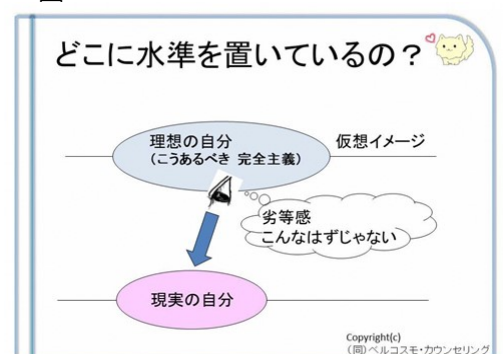 どこに水準を置いているの？
理想の自分
(こうあるべき 完全主義)
仮想イメージ
劣等感
こんなはずじゃない
現実の自分
Copyright(c)
(同)ベルコスモ・カウンセリング